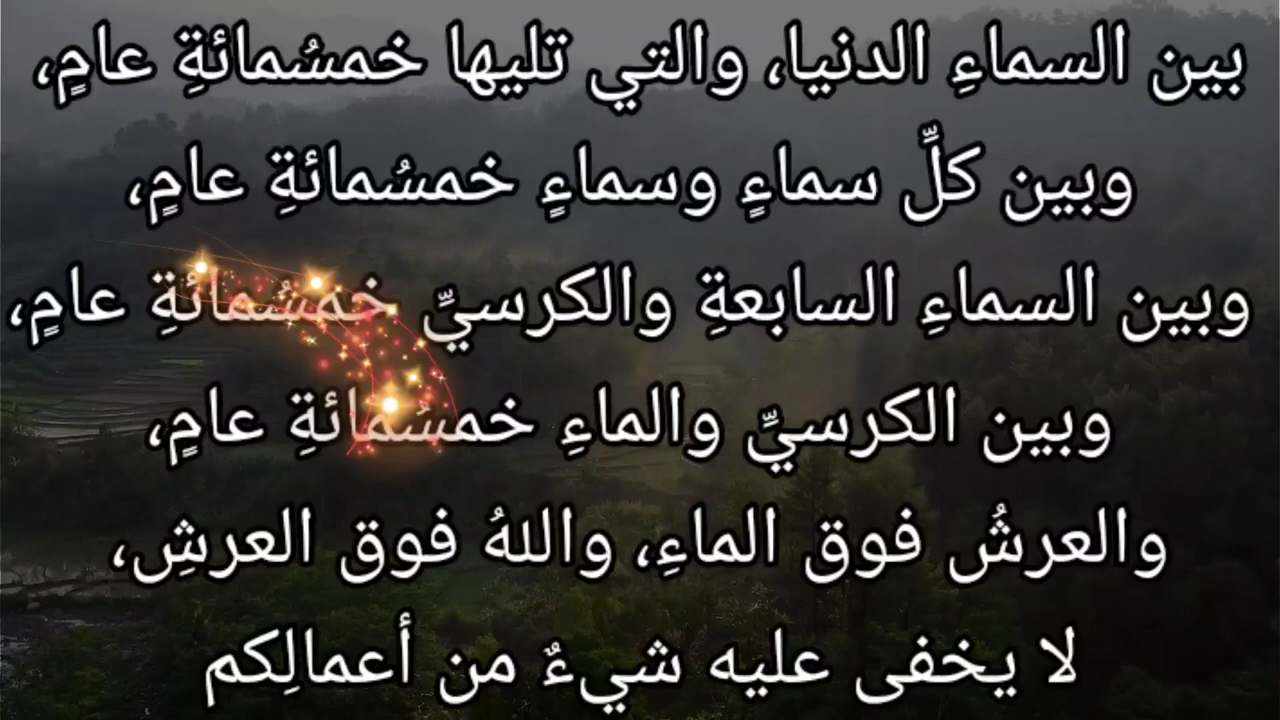 بين السماءِ الدنيا، والتي تليها خمسُمائةِ عامٍ،
وبين كلِّ سماءٍ وسماءٍ خمسُمائةِ عامٍ،
وبين السماءِ السابعةِ والكرسيِّ خمسُمائةِ عامٍ،
وبين الكرسيِّ والماءِ خمسُمائةِ عامٍ،
والعرشُ فوق الماءِ، واللهُ فوق العرشِ،
لا يخفى عليه شيءٌ من أعمالِكم